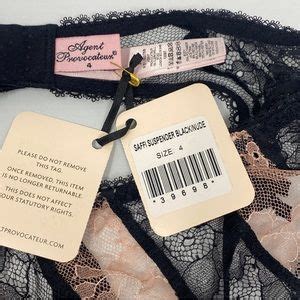 Agent
Provocateur®
4
PLEASE DO NOT REMOVE
THIS TAG.
ONCE REMOVED, THIS ITEM
IS NO LONGER RETURNABLE.
THIS DOES NOT AFFECT
YOUR STATUTORY RIGHTS.
PROVOCATEUR.COM
SAFFI SUSPENDER BLACK/NUDE
SIZE: 4
*39698*